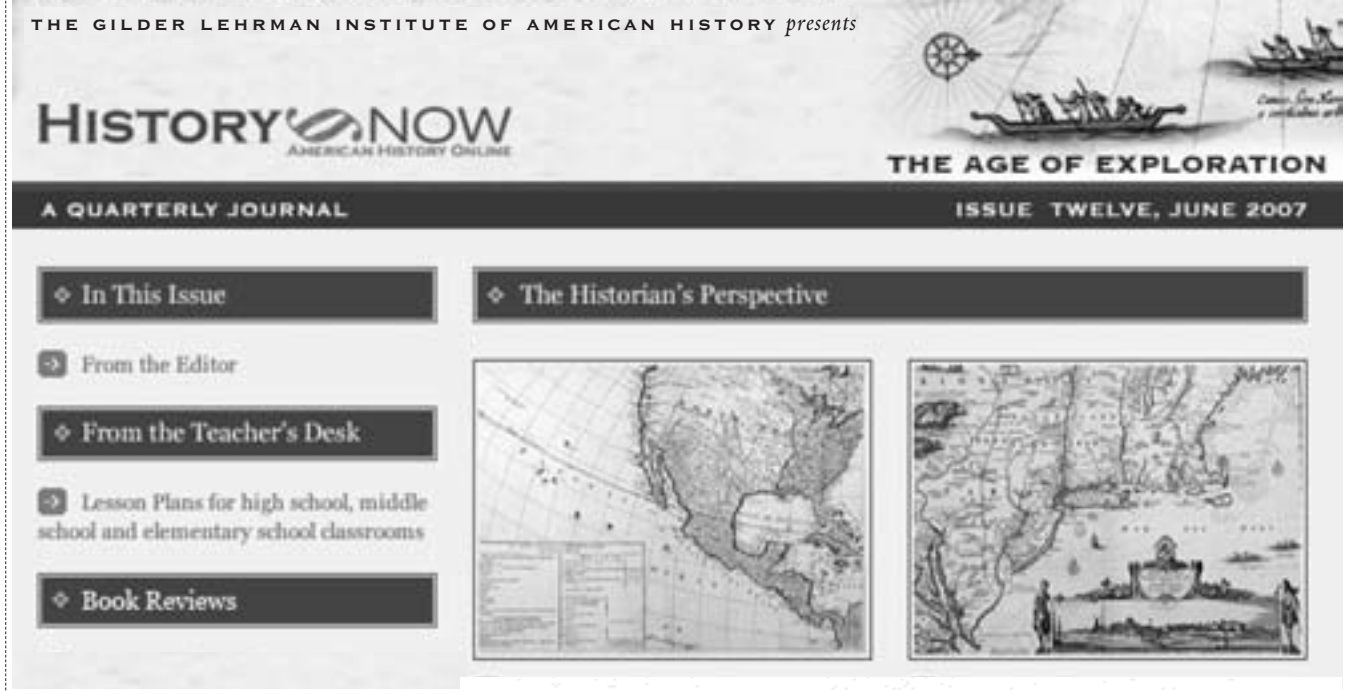 THE GILDER LEHRMAN INSTITUTE OF AMERICAN HISTORY presents
HISTORY NOW
AMERICAN HISTORY ONLINE
THE AGE OF EXPLORATION
A QUARTERLY JOURNAL
ISSUE TWELVE, JUNE 2007
In This Issue
From the Editor
From the Teacher's Desk
Lesson Plans for high school, middle
school and elementary school classrooms
Book Reviews
The Historian's Perspective